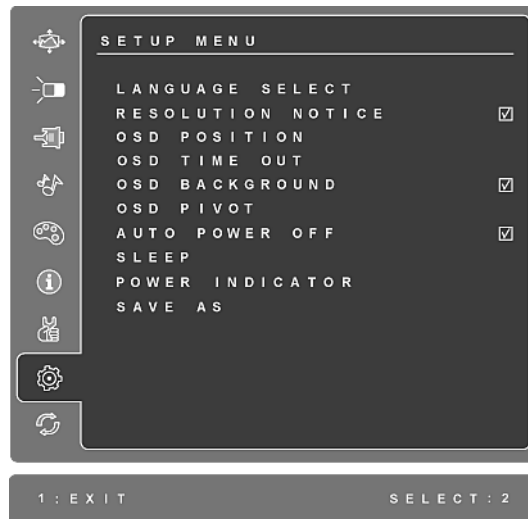 SETUP MENU
LANGUAGE SELECT
RESOLUTION NOTICE
OSD POSITION
OSD TIME OUT
OSD BACKGROUND
OSD PIVOT
AUTO POWER OFF
SLEEP
POWER INDICATOR
SAVE AS
1:EXIT SELECT:2